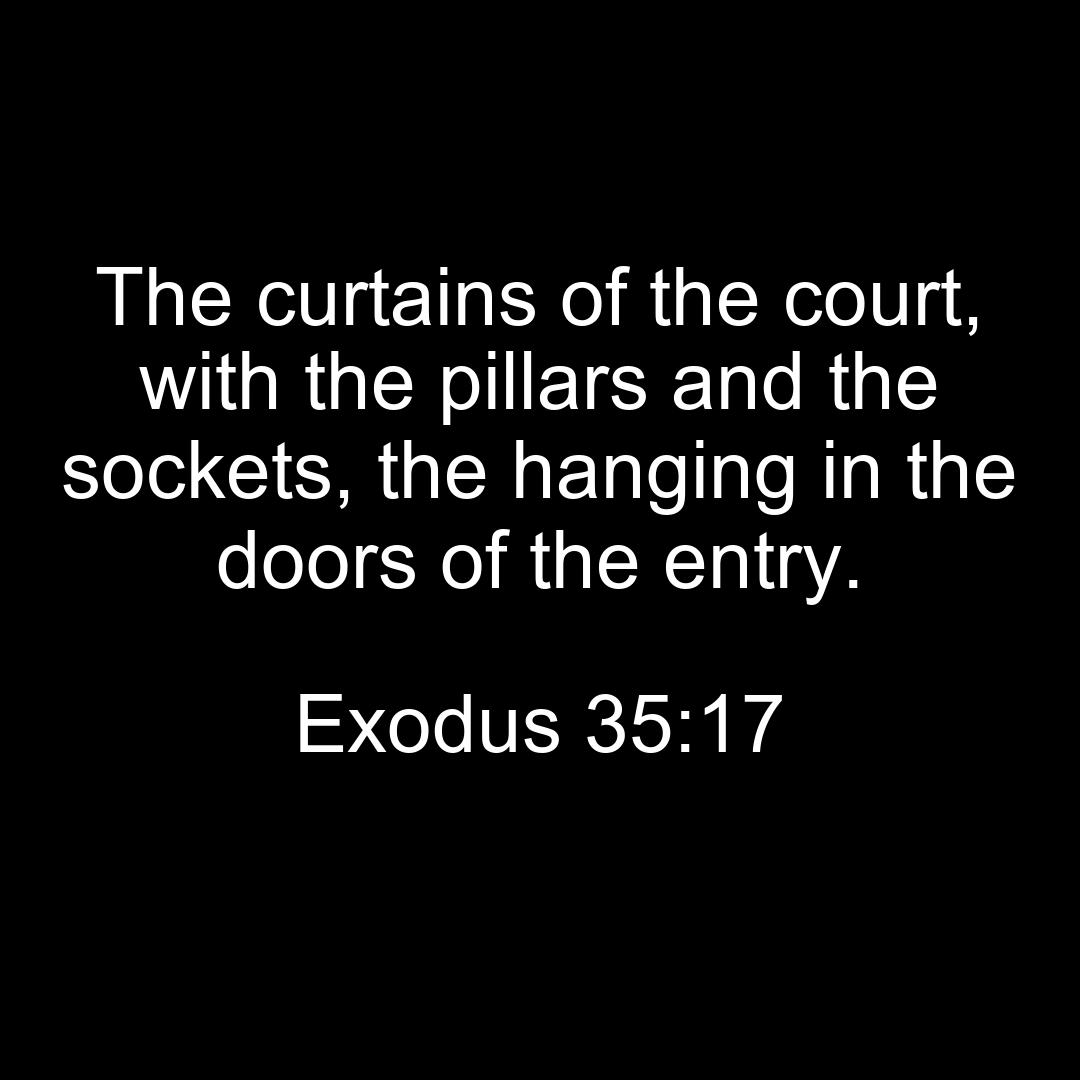 The curtains of the court,
with the pillars and the
sockets, the hanging in the
doors of the entry.
Exodus 35:17